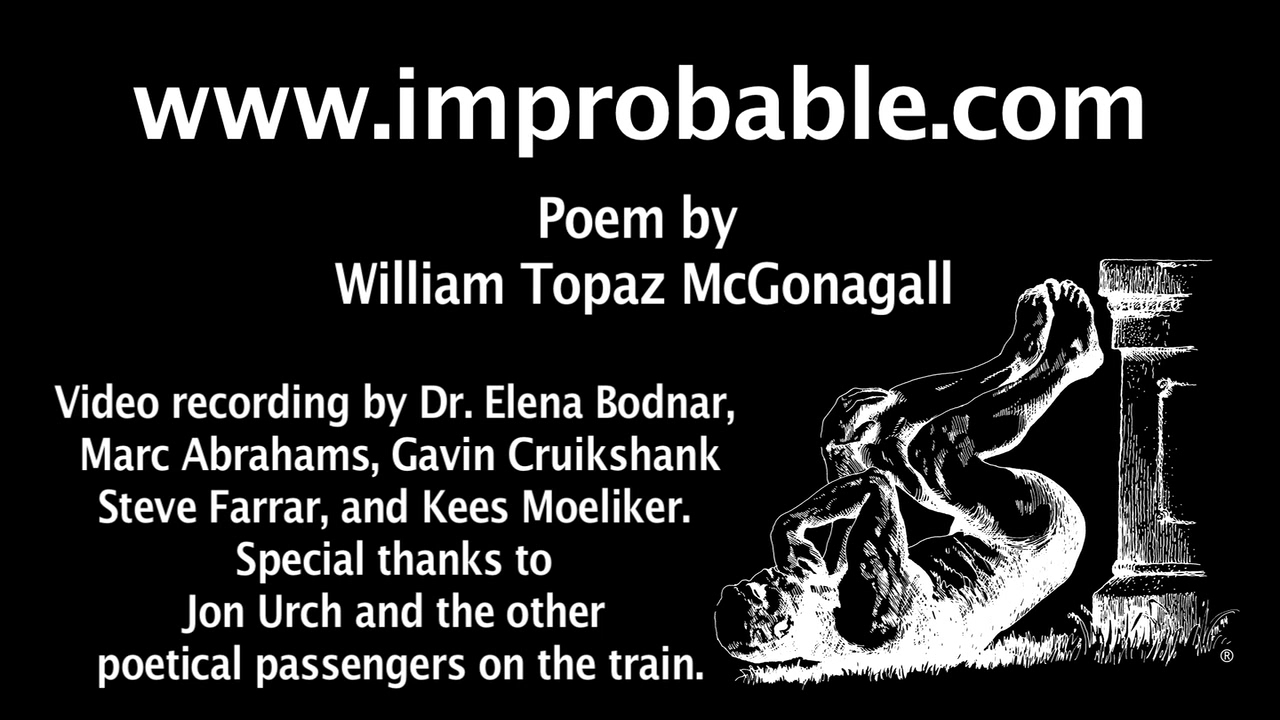 www.improbable.com
Poem by
William Topaz McGonagall
Video recording by Dr. Elena Bodnar,
Marc Abrahams, Gavin Cruikshank
Steve Farrar, and Kees Moeliker.
Special thanks to
Jon Urch and the other
poetical passengers on the train.
®